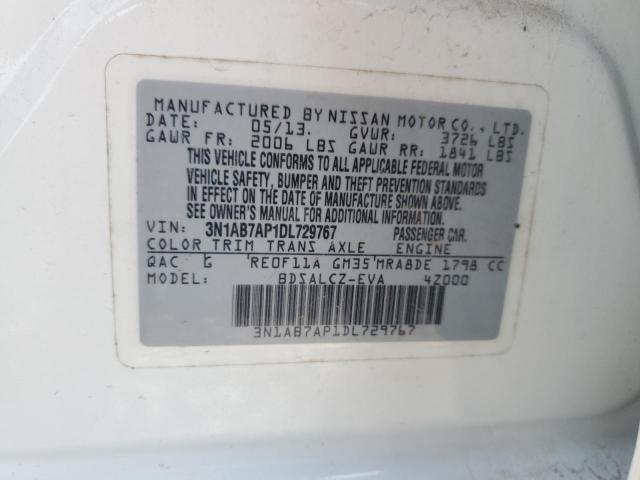 MANUFACTURED BY NISSAN MOTOR CO., LTD.
DATE: 05/13. GVWR: 3726 LBS
GAWR FR: 2006 LBS GAWR RR: 1841 LBS
THIS VEHICLE CONFORMS TO ALL APPLICABLE FEDERAL MOTOR
VEHICLE SAFETY, BUMPER AND THEFT PREVENTION STANDARDS
IN EFFECT ON THE DATE OF MANUFACTURE SHOWN ABOVE.
SEE OWNER'S MANUAL FOR ADDITIONAL INFORMATION.
VIN: 3N1AB7AP1DL729767 PASSENGER CAR.
COLOR TRIM TRANS AXLE ENGINE
QAC G RE0F11A GM35 MRA8DE 1798 CC
MODEL: BDSALCZ-EVA 4Z000
3N1AB7AP1DL729767